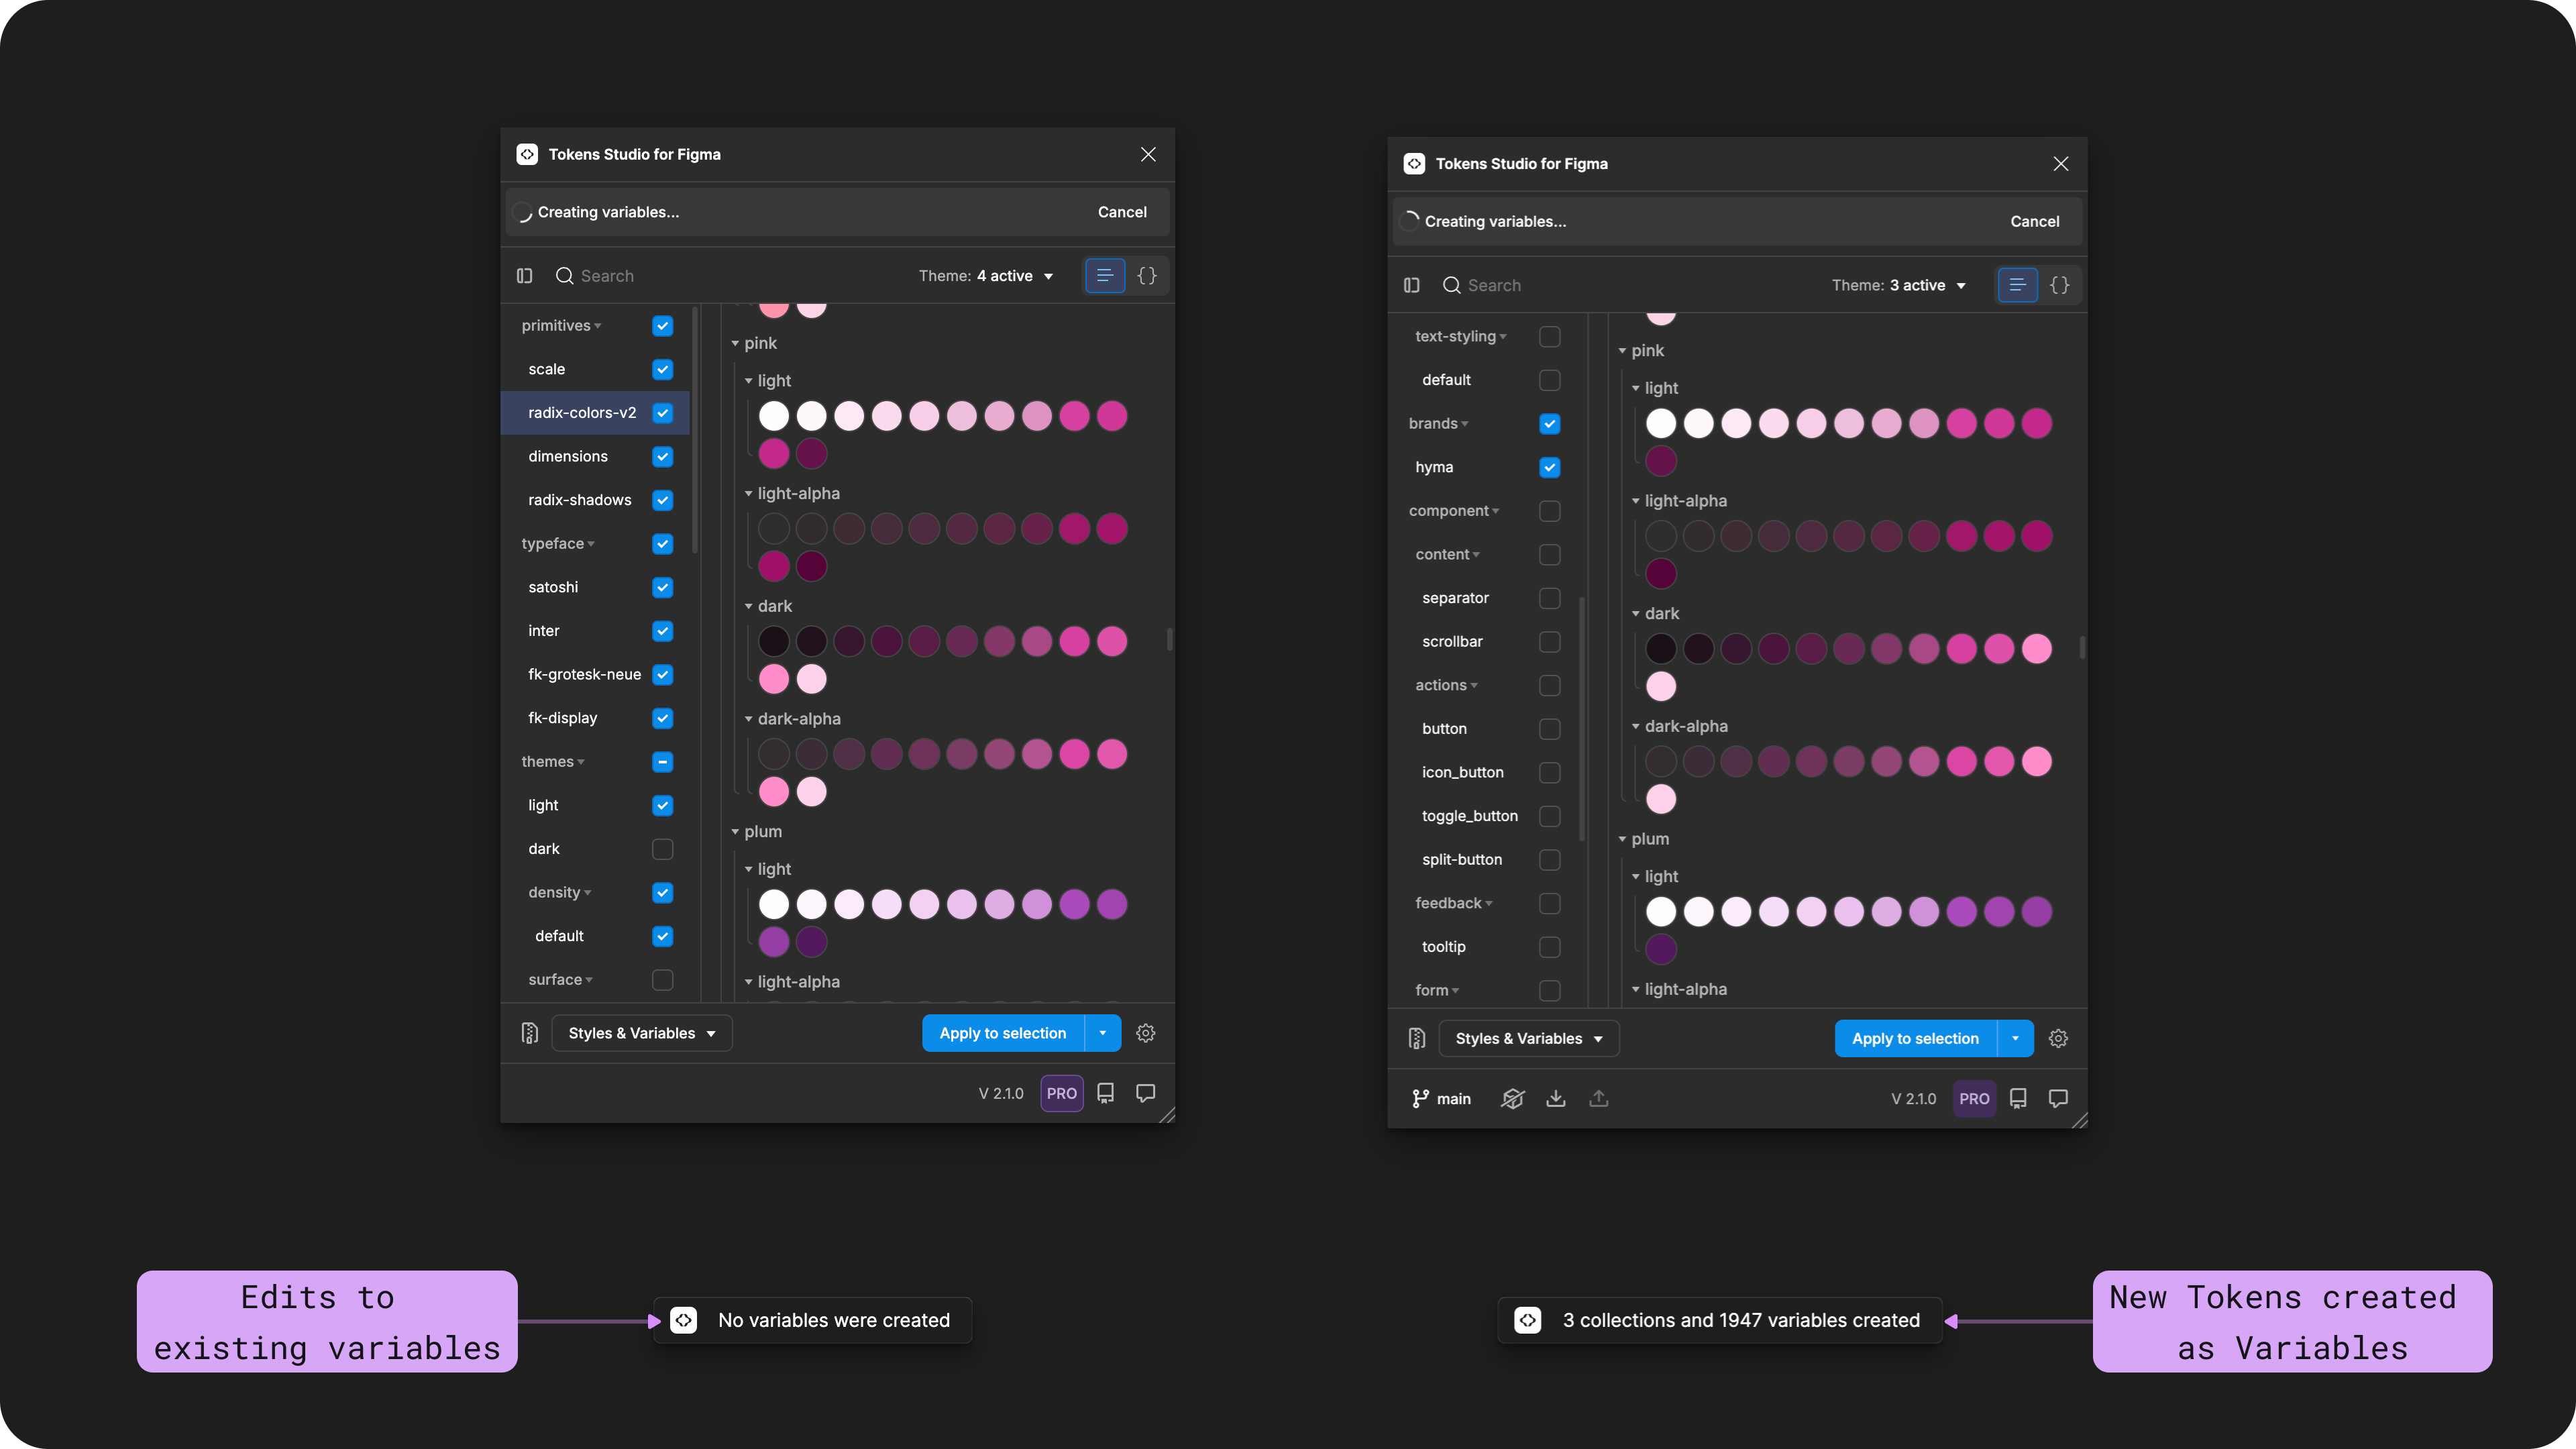 Tokens Studio for Figma
Creating variables...
Cancel
Search
Theme: 4 active
primitives
scale
radix-colors-v2
dimensions
radix-shadows
typeface
satoshi
inter
fk-grotesk-neue
fk-display
themes
light
dark
density
default
surface
pink
light
light-alpha
dark
dark-alpha
plum
light
light-alpha
Styles & Variables
Apply to selection
V 2.1.0
PRO
Tokens Studio for Figma
Creating variables...
Cancel
Search
Theme: 3 active
{}
text-styling
default
brands
hyma
component
content
separator
scrollbar
actions
button
icon_button
toggle_button
split-button
feedback
tooltip
form
pink
light
light-alpha
dark
dark-alpha
plum
light
light-alpha
Styles & Variables
Apply to selection
main
V 2.1.0
PRO
Edits to
existing variables
No variables were created
3 collections and 1947 variables created
New Tokens created
as Variables